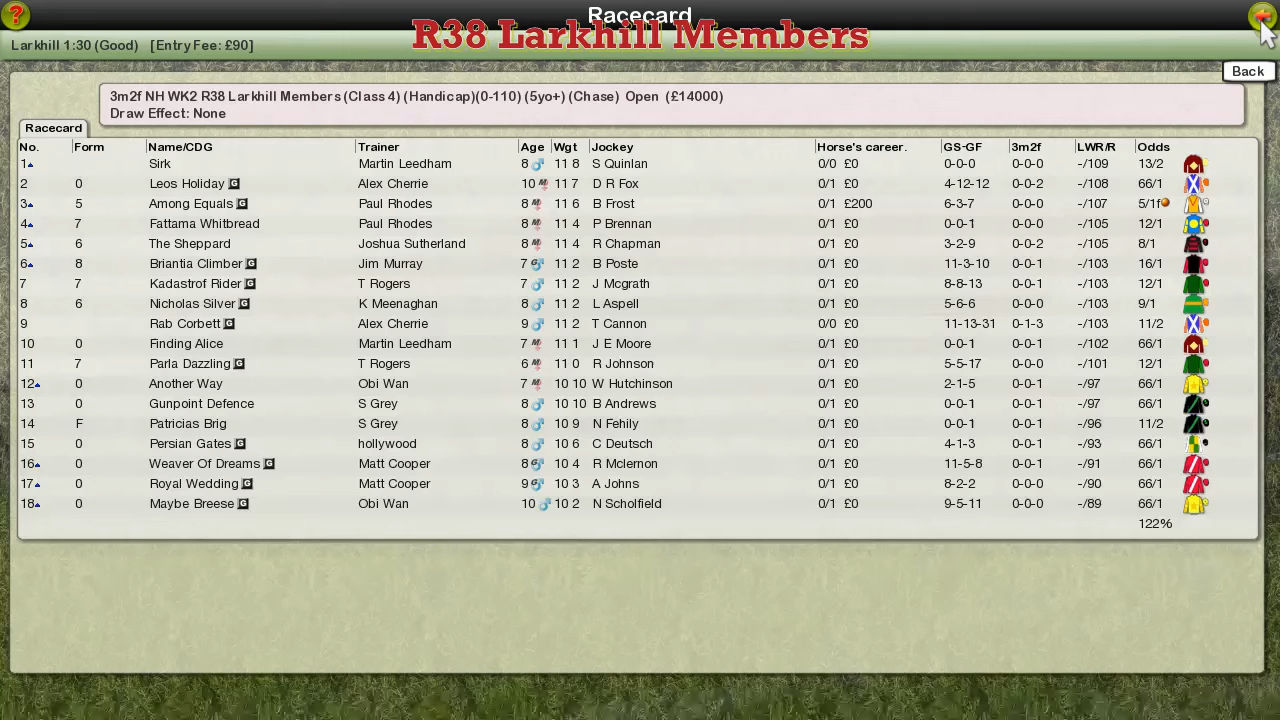 Racecard
R38 Larkhill Members
Larkhill 1:30 (Good) [Entry Fee: £90]
Back
3m2f NH WK2 R38 Larkhill Members (Class 4) (Handicap)(0-110) (5yo+) (Chase) Open (£14000)
Draw Effect: None
Racecard
No. Form Name/CDG Trainer Age Wgt Jockey Horse's career. GS-GF 3m2f LWR/R Odds
1 Sirk Martin Leedham 8 11 8 S Quinlan 0/0 £0 0-0-0 0-0-0 -/109 13/2
2 0 Leos Holiday G Alex Cherrie 10 11 7 D R Fox 0/1 £0 4-12-12 0-0-2 -/108 66/1
3 5 Among Equals G Paul Rhodes 8 11 6 B Frost 0/1 £200 6-3-7 0-0-0 -/107 5/1f
4 7 Fattama Whitbread Paul Rhodes 8 11 4 P Brennan 0/1 £0 0-0-1 0-0-0 -/105 12/1
5 6 The Sheppard Joshua Sutherland 8 11 4 R Chapman 0/1 £0 3-2-9 0-0-2 -/105 8/1
6 8 Briantia Climber G Jim Murray 7 11 2 B Poste 0/1 £0 11-3-10 0-0-1 -/103 16/1
7 7 Kadastrof Rider G T Rogers 7 11 2 J Mcgrath 0/1 £0 8-8-13 0-0-1 -/103 12/1
8 6 Nicholas Silver G K Meenaghan 8 11 2 L Aspell 0/1 £0 5-6-6 0-0-0 -/103 9/1
9 Rab Corbett G Alex Cherrie 9 11 2 T Cannon 0/0 £0 11-13-31 0-1-3 -/103 11/2
10 0 Finding Alice Martin Leedham 7 11 1 J E Moore 0/1 £0 0-0-1 0-0-1 -/102 66/1
11 7 Parla Dazzling G T Rogers 6 11 0 R Johnson 0/1 £0 5-5-17 0-0-0 -/101 12/1
12 0 Another Way Obi Wan 7 10 10 W Hutchinson 0/1 £0 2-1-5 0-0-1 -/97 66/1
13 0 Gunpoint Defence S Grey 8 10 10 B Andrews 0/1 £0 0-0-1 0-0-1 -/97 66/1
14 F Patricias Brig S Grey 8 10 9 N Fehily 0/1 £0 0-0-1 0-0-1 -/96 11/2
15 0 Persian Gates G hollywood 8 10 6 C Deutsch 0/1 £0 4-1-3 0-0-1 -/93 66/1
16 0 Weaver Of Dreams G Matt Cooper 8 10 4 R Mclernon 0/1 £0 11-5-8 0-0-1 -/91 66/1
17 0 Royal Wedding G Matt Cooper 9 10 3 A Johns 0/1 £0 8-2-2 0-0-1 -/90 66/1
18 0 Maybe Breese G Obi Wan 10 10 2 N Scholfield 0/1 £0 9-5-11 0-0-1 -/89 66/1
122%